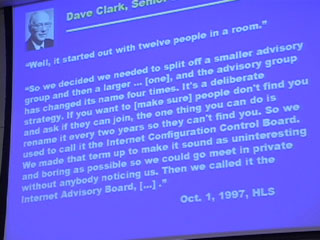 Dave Clark, Senior
"Well, it started out with twelve people in a room."
"So we decided we needed to split off a smaller advisory
group and then a larger ... [one], and the advisory group
has changed its name four times. It's a deliberate
strategy. If you want to [make sure] people don't find you
and ask if they can join, the one thing you can do is
rename it every two years so they can't find you. So we
used to call it the Internet Configuration Control Board.
We made that term up to make it sound as uninteresting
and boring as possible so we could go meet in private
without anybody noticing us. Then we called it the
Internet Advisory Board, [...] ."
Oct. 1, 1997, HLS